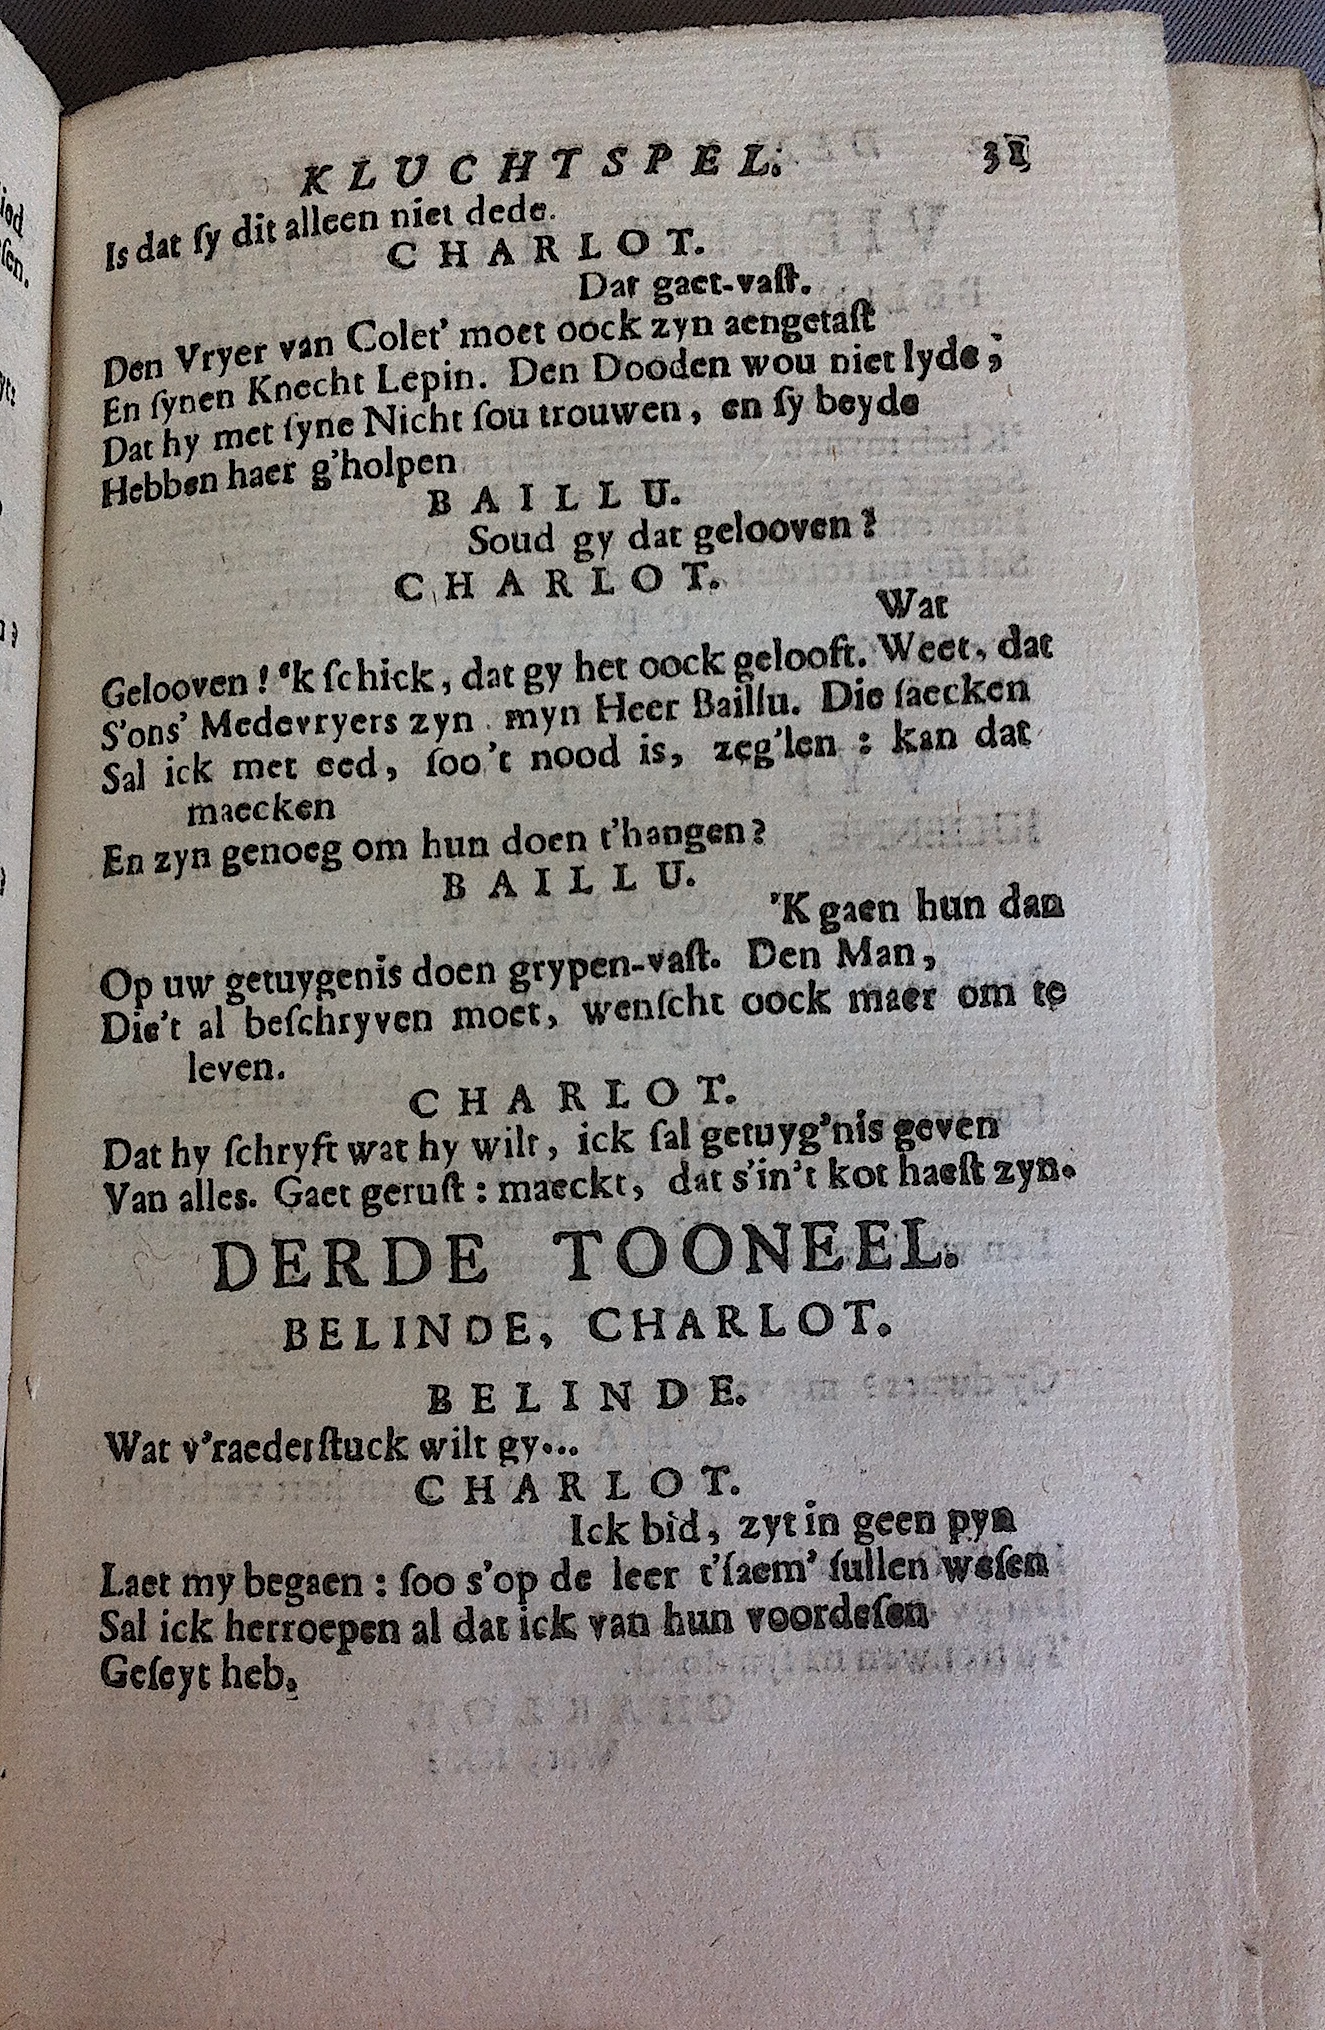 KLUCHTSPEL. 31
Is dat ſy dit alleen niet dede.
CHARLOT.
Dat gaet-vaſt.
Den Vryer van Colet' moet oock zyn aengetaſt
En ſynen Knecht Lepin. Den Dooden wou niet lyde;
Dat hy met ſyne Nicht ſou trouwen, en ſy beyde
Hebben haer g'holpen
BAILLU.
Soud gy dat gelooven?
CHARLOT.
Wat
Gelooven! 'k ſchick, dat gy het oock gelooft. Weet, dat
S'ons' Medevryers zyn myn Heer Baillu. Die ſaecken
Sal ick met eed, ſoo't nood is, zeg'len: kan dat
maecken
En zyn genoeg om hun doen t'hangen?
BAILLU.
'K gaen hun dan
Op uw getuygenis doen grypen-vaſt. Den Man,
Die't al beſchryven moet, wenſcht oock maer om te
leven.
CHARLOT.
Dat hy ſchryft wat hy wilt, ick ſal getuyg'nis geven
Van alles. Gaet geruſt: maeckt, dat s'in't kot haeſt zyn.
DERDE TOONEEL.
BELINDE, CHARLOT.
BELINDE.
Wat v'raederſtuck wilt gy...
CHARLOT.
Ick bid, zyt in geen pyn
Laet my begaen: ſoo s'op de leer t'ſaem' ſullen weſen
Sal ick herroepen al dat ick van hun voordeſen
Geſeyt heb,